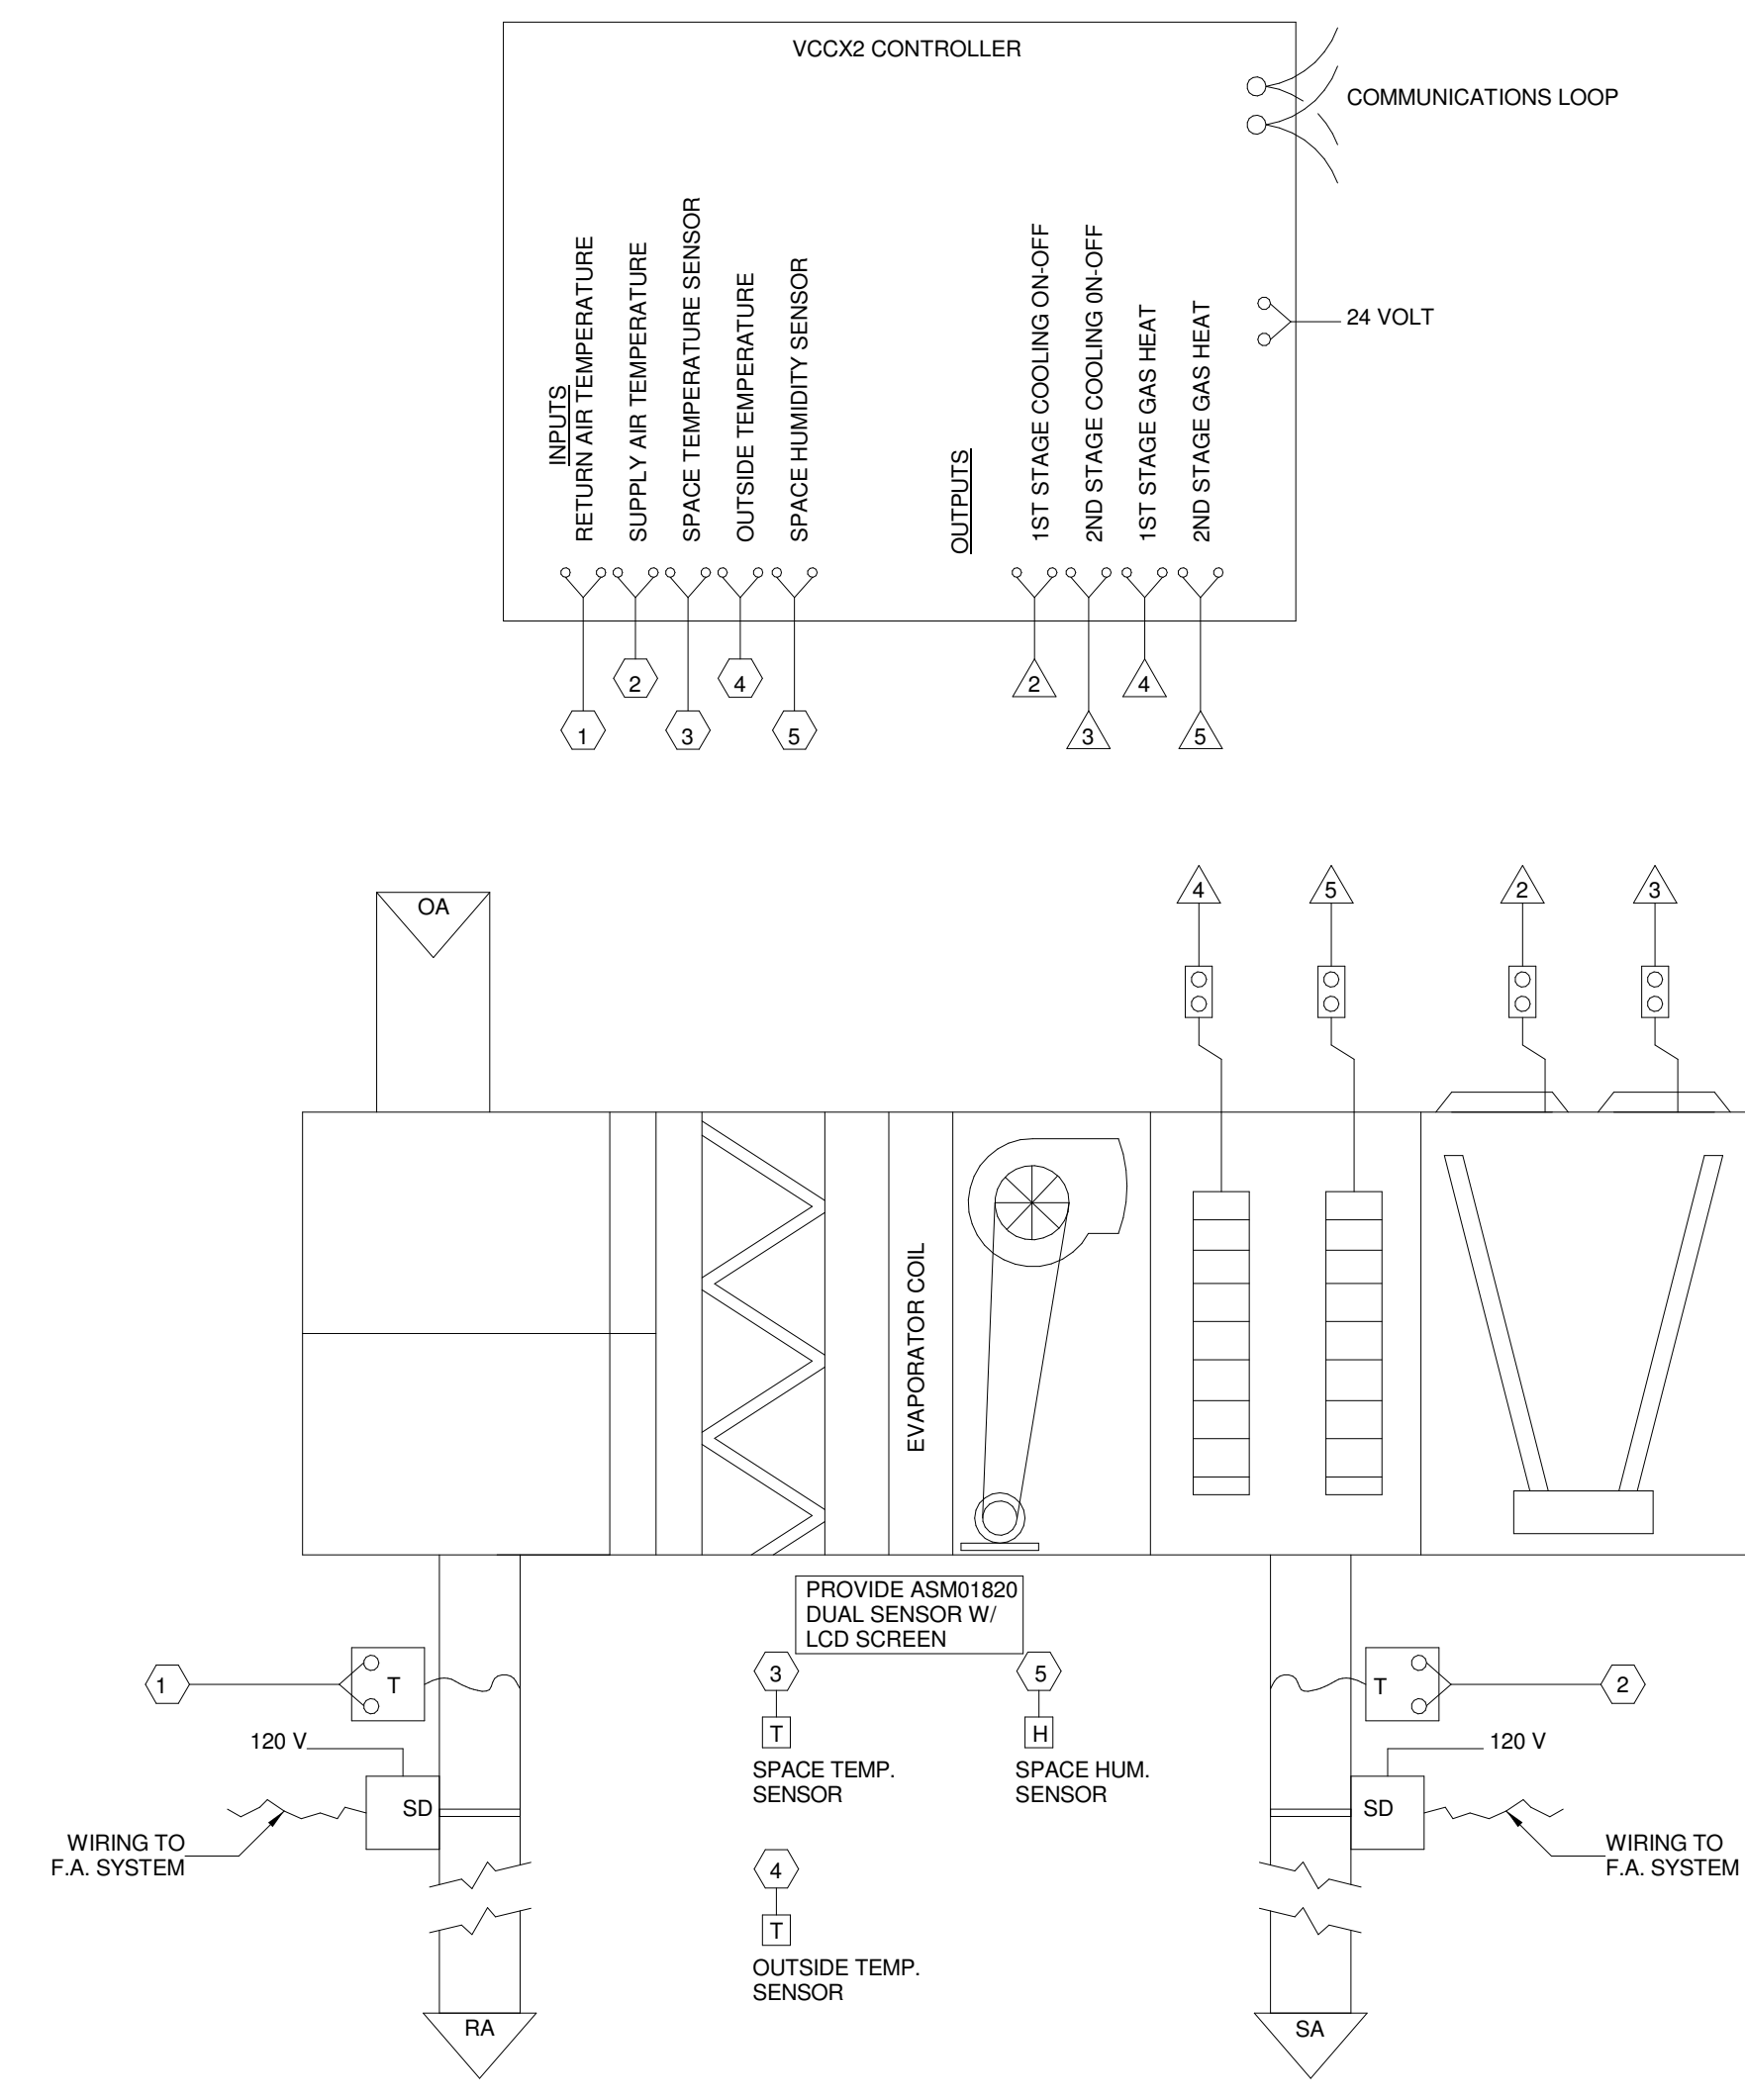 VCCX2 CONTROLLER
COMMUNICATIONS LOOP
24 VOLT
INPUTS
RETURN AIR TEMPERATURE
SUPPLY AIR TEMPERATURE
SPACE TEMPERATURE SENSOR
OUTSIDE TEMPERATURE
SPACE HUMIDITY SENSOR
OUTPUTS
1ST STAGE COOLING ON-OFF
2ND STAGE COOLING 0N-OFF
1ST STAGE GAS HEAT
2ND STAGE GAS HEAT
2
4
2
4
1
3
5
3
5
4
5
2
3
OA
EVAPORATOR COIL
PROVIDE ASM01820
DUAL SENSOR W/
LCD SCREEN
1
T
3
5
T
2
T
H
120 V
120 V
SPACE TEMP.
SENSOR
SPACE HUM.
SENSOR
SD
SD
WIRING TO
F.A. SYSTEM
WIRING TO
F.A. SYSTEM
4
T
OUTSIDE TEMP.
SENSOR
RA
SA